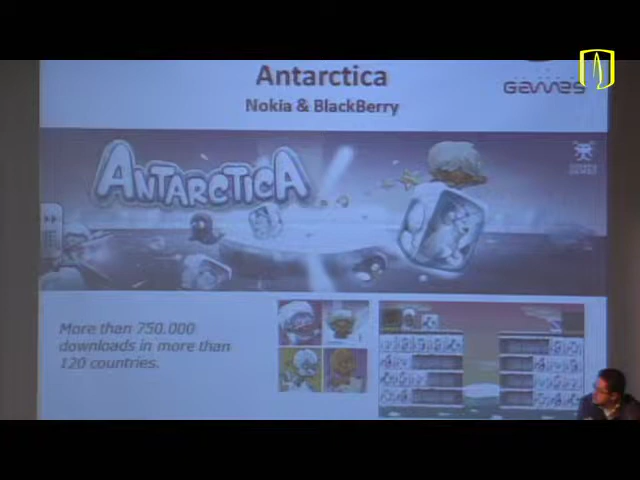 Antarctica
Nokia & BlackBerry
Games
ANTARCTICA
More than 750.000
downloads in more than
120 countries.